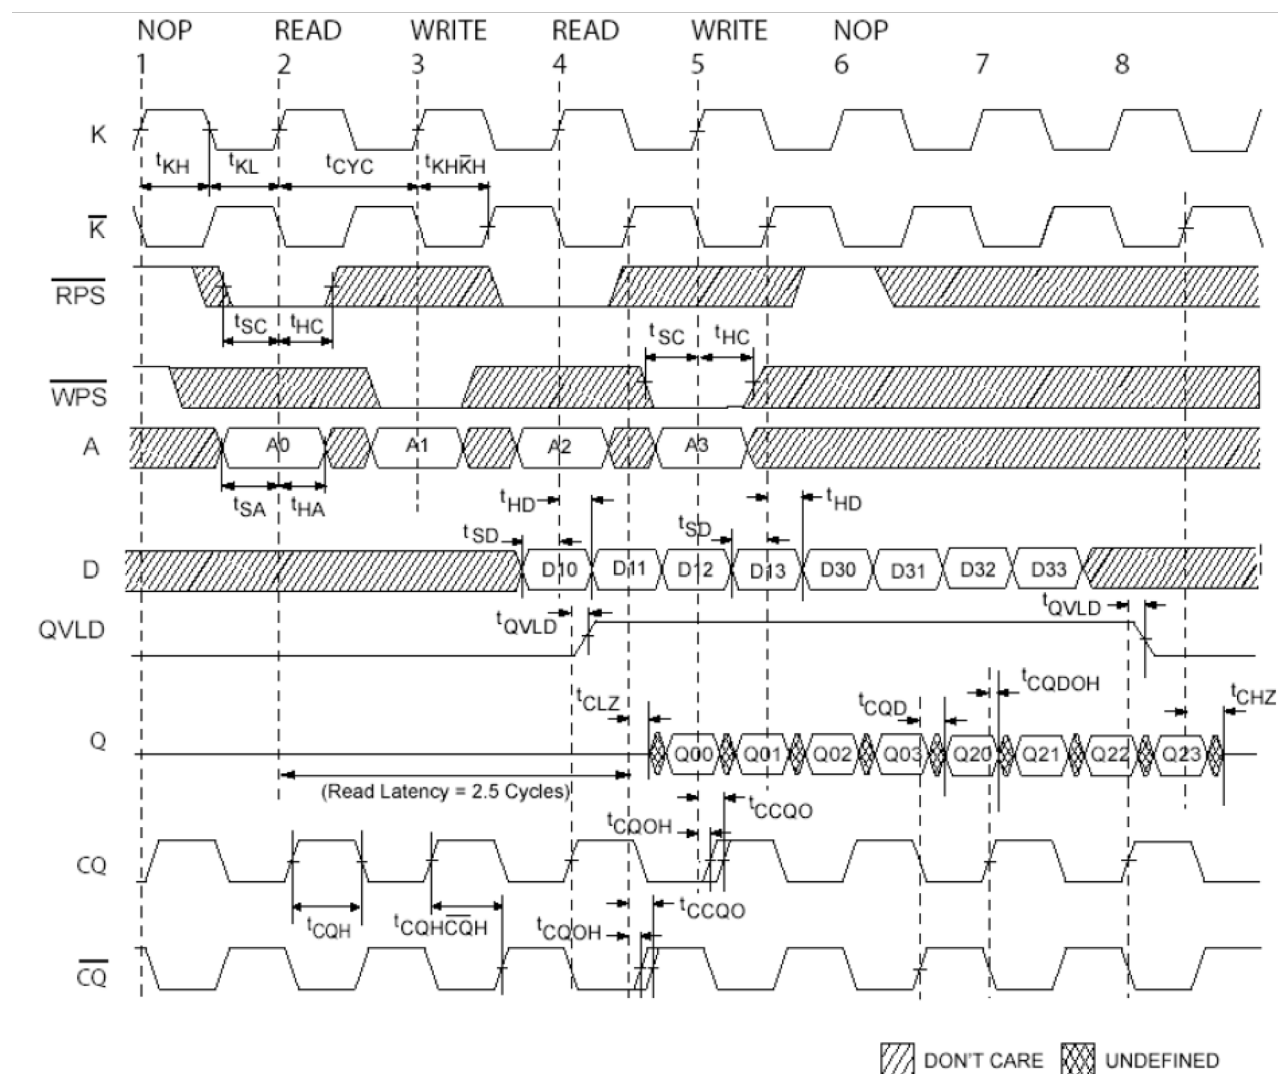 NOP READ WRITE READ WRITE NOP
1 2 3 4 5 6 7 8
K
tKH tKL tCYC tKHK̅H
K̅
R̅P̅S̅
tSC tHC
tSC tHC
W̅P̅S̅
A A0 A1 A2 A3
tSA tHA
tHD tHD
tSD tSD
D D10 D11 D12 D13 D30 D31 D32 D33
tQVLD tQVLD
QVLD
tCLZ tCQD tCQDOH tCHZ
Q Q00 Q01 Q02 Q03 Q20 Q21 Q22 Q23
(Read Latency = 2.5 Cycles)
tCCQO
tCQOH
CQ
tCQH tCQHC̅Q̅H tCQOH tCCQO
C̅Q̅
DON'T CARE UNDEFINED